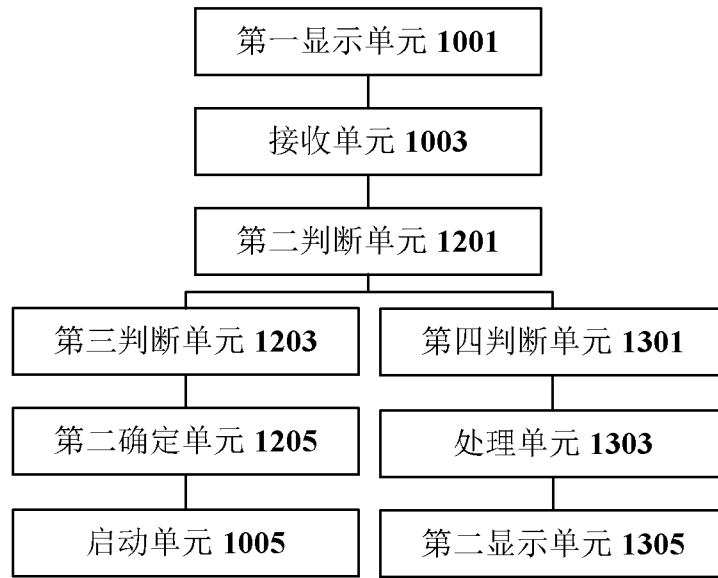 第一显示单元 1001
接收单元 1003
第二判断单元 1201
第三判断单元 1203
第四判断单元 1301
第二确定单元 1205
处理单元 1303
启动单元 1005
第二显示单元 1305